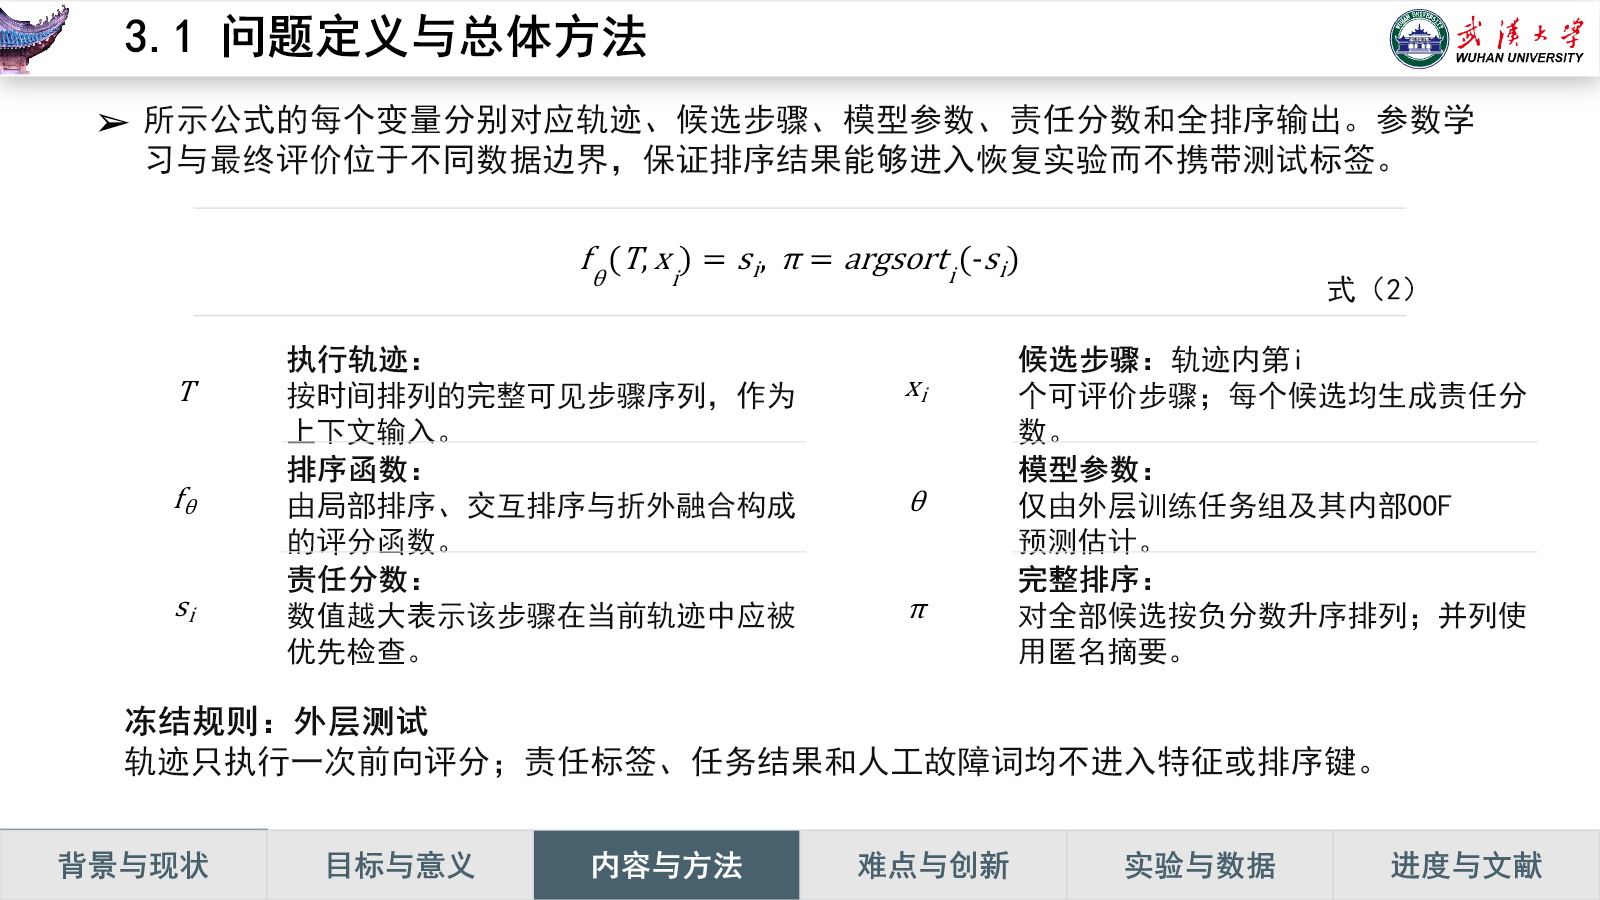 3.1 问题定义与总体方法
武汉大学
WUHAN UNIVERSITY
➢ 所示公式的每个变量分别对应轨迹、候选步骤、模型参数、责任分数和全排序输出。参数学
习与最终评价位于不同数据边界，保证排序结果能够进入恢复实验而不携带测试标签。
f_θ(T, x_i) = s_i, π = argsort_i(-s_i)
式（2）
T
执行轨迹：
按时间排列的完整可见步骤序列，作为
上下文输入。
x_i
候选步骤：轨迹内第i
个可评价步骤；每个候选均生成责任分
数。
f_θ
排序函数：
由局部排序、交互排序与折外融合构成
的评分函数。
θ
模型参数：
仅由外层训练任务组及其内部OOF
预测估计。
s_i
责任分数：
数值越大表示该步骤在当前轨迹中应被
优先检查。
π
完整排序：
对全部候选按负分数升序排列；并列使
用匿名摘要。
冻结规则：外层测试
轨迹只执行一次前向评分；责任标签、任务结果和人工故障词均不进入特征或排序键。
背景与现状
目标与意义
内容与方法
难点与创新
实验与数据
进度与文献